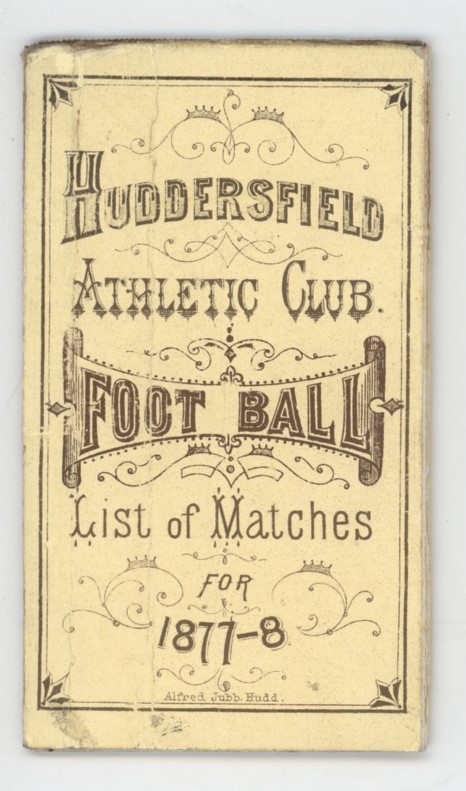 HUDDERSFIELD
ATHLETIC CLUB.
FOOT BALL
List of Matches
FOR
1877-8
Alfred Jubb. Hudd.